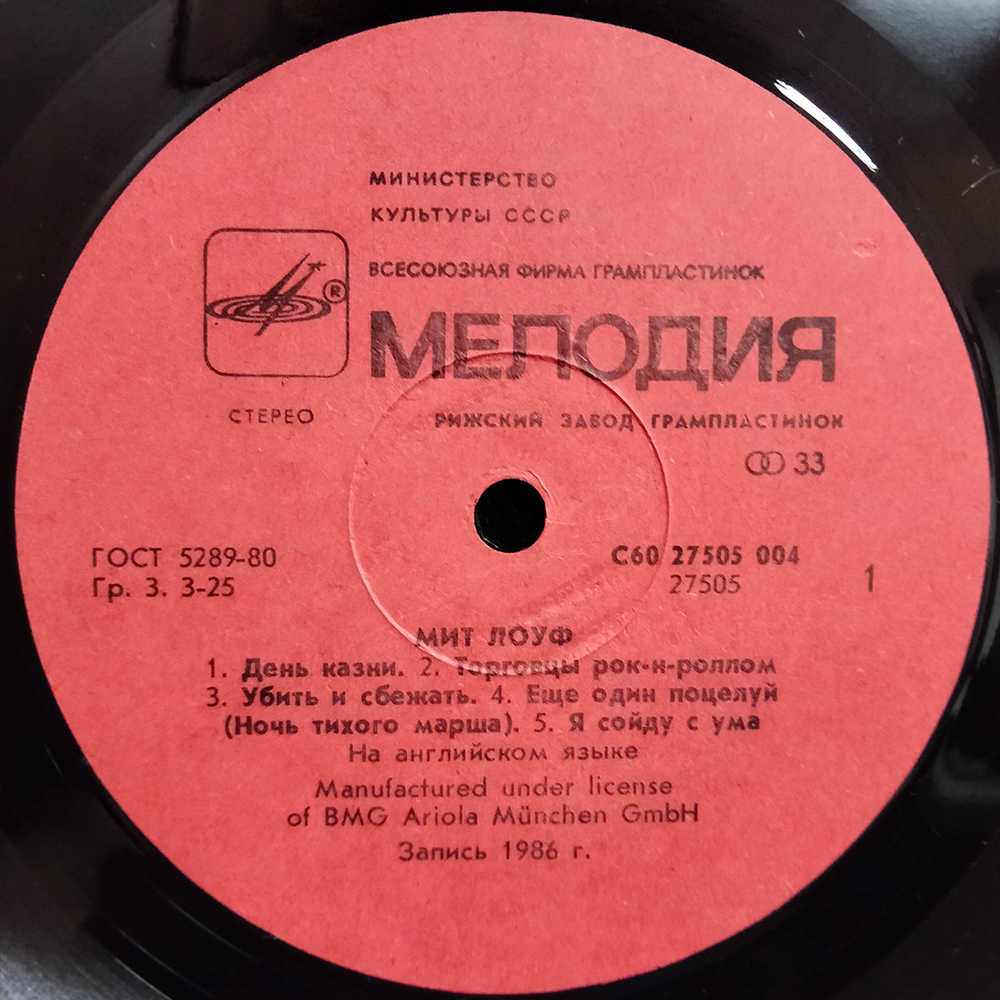 МИНИСТЕРСТВО
КУЛЬТУРЫ СССР
ВСЕСОЮЗНАЯ ФИРМА ГРАМПЛАСТИНОК
®
МЕЛОДИЯ
СТЕРЕО
РИЖСКИЙ ЗАВОД ГРАМПЛАСТИНОК
33
ГОСТ 5289-80
Гр. 3. 3-25
С60 27505 004
27505
1
МИТ ЛОУФ
1. День казни. 2. Торговцы рок-н-роллом
3. Убить и сбежать. 4. Еще один поцелуй
(Ночь тихого марша). 5. Я сойду с ума
На английском языке
Manufactured under license
of BMG Ariola München GmbH
Запись 1986 г.